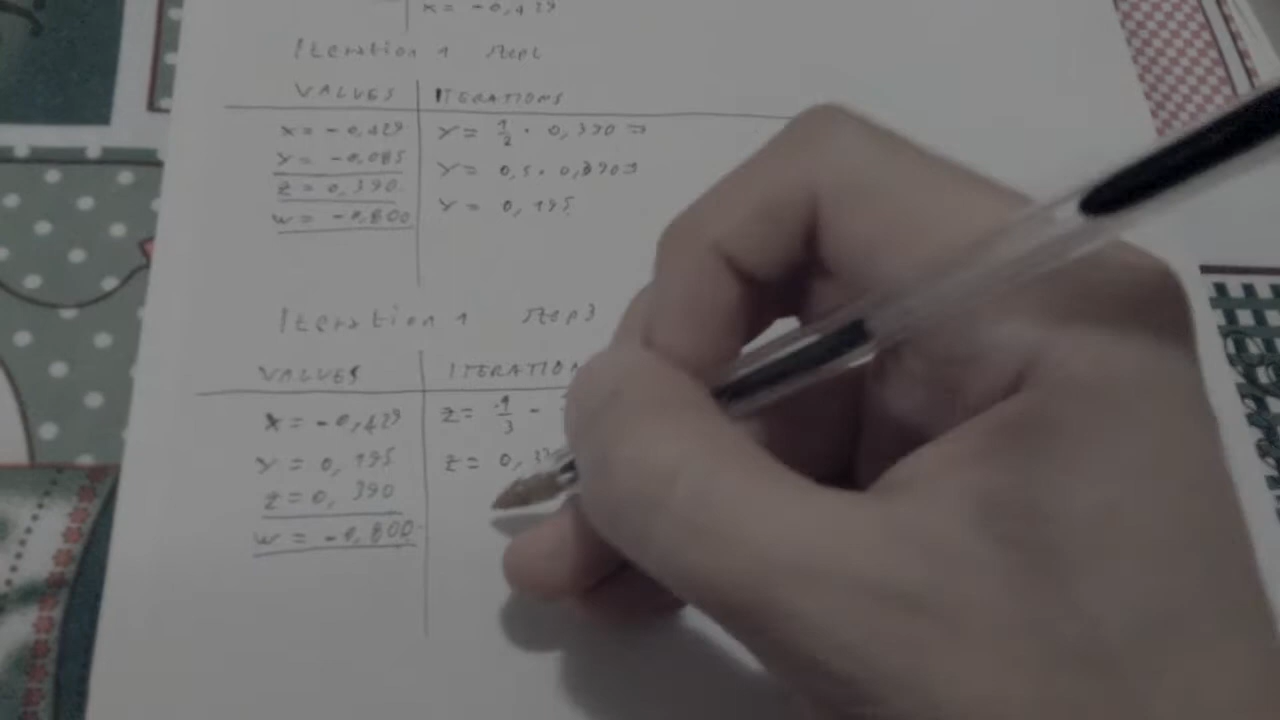 x = -0,429
Iteration 1 step2
VALUES ITERATIONS
x = -0,429 y = 1/2 · 0,390 =>
y = -0,085 y = 0,5 · 0,390 =>
z = 0,390 y = 0,195
w = -0,800
Iteration 1 step3
VALUES ITERATION
x = -0,429 z = 1/3 -
y = 0,195 z = 0,
z = 0,390
w = -0,800